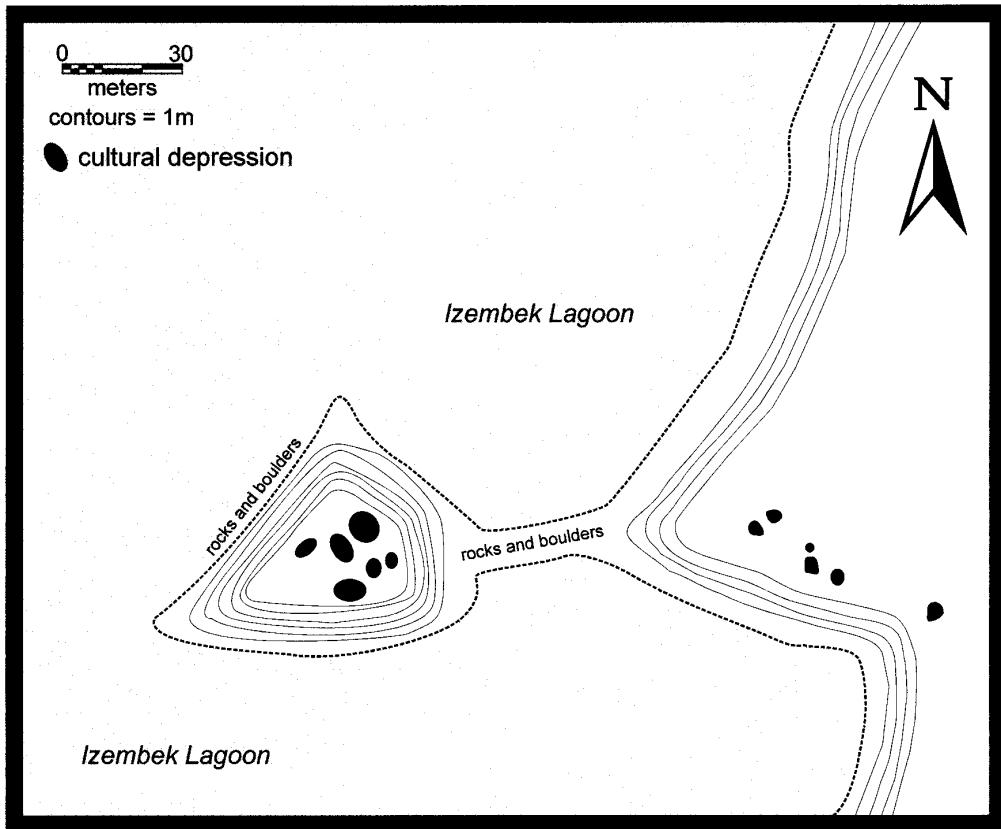 0 30
meters
contours = 1m
cultural depression
N
Izembek Lagoon
rocks and boulders
rocks and boulders
Izembek Lagoon